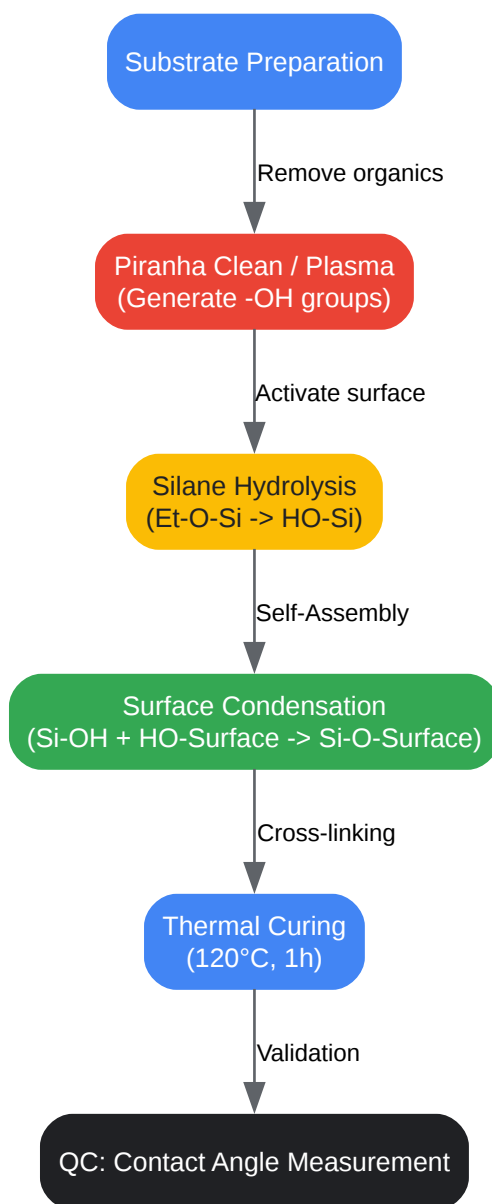 Substrate Preparation
Remove organics
Piranha Clean / Plasma
(Generate -OH groups)
Activate surface
Silane Hydrolysis
(Et-O-Si -> HO-Si)
Self-Assembly
Surface Condensation
(Si-OH + HO-Surface -> Si-O-Surface)
Cross-linking
Thermal Curing
(120°C, 1h)
Validation
QC: Contact Angle Measurement